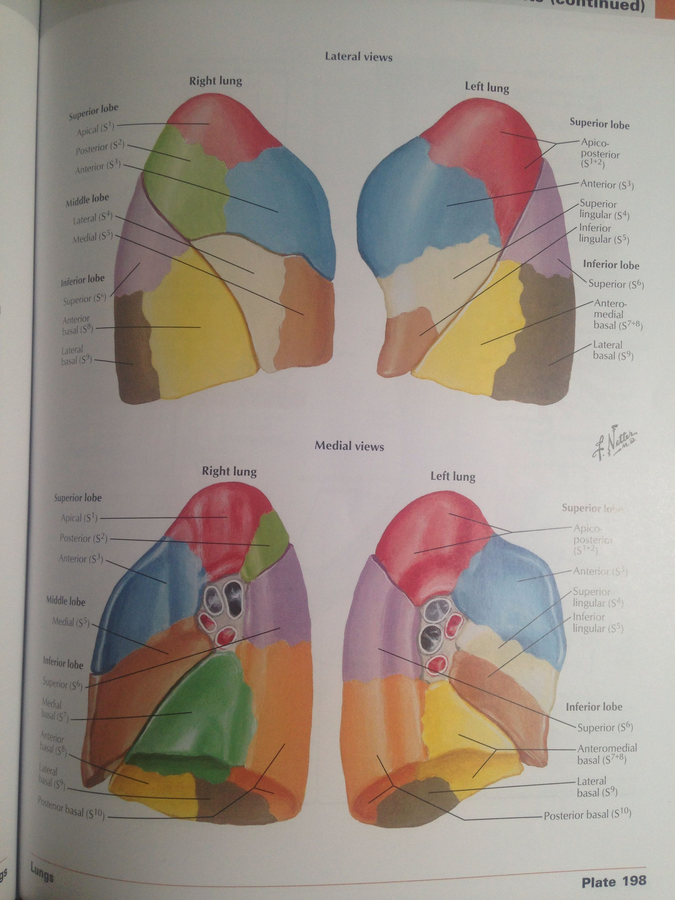 (continued)
Lateral views
Right lung
Superior lobe
Apical (S¹)
Posterior (S²)
Anterior (S³)
Middle lobe
Lateral (S⁴)
Medial (S⁵)
Inferior lobe
Superior (S⁶)
Anterior
basal (S⁸)
Lateral
basal (S⁹)
Left lung
Superior lobe
Apico-
posterior
(S¹⁺²)
Anterior (S³)
Superior
lingular (S⁴)
Inferior
lingular (S⁵)
Inferior lobe
Superior (S⁶)
Antero-
medial
basal (S⁷⁺⁸)
Lateral
basal (S⁹)
F. Netter
M.D.
Medial views
Right lung
Superior lobe
Apical (S¹)
Posterior (S²)
Anterior (S³)
Middle lobe
Medial (S⁵)
Inferior lobe
Superior (S⁶)
Medial
basal (S⁷)
Anterior
basal (S⁸)
Lateral
basal (S⁹)
Posterior basal (S¹⁰)
Left lung
Superior lobe
Apico-
posterior
(S¹⁺²)
Anterior (S³)
Superior
lingular (S⁴)
Inferior
lingular (S⁵)
Inferior lobe
Superior (S⁶)
Anteromedial
basal (S⁷⁺⁸)
Lateral
basal (S⁹)
Posterior basal (S¹⁰)
Lungs
Plate 198